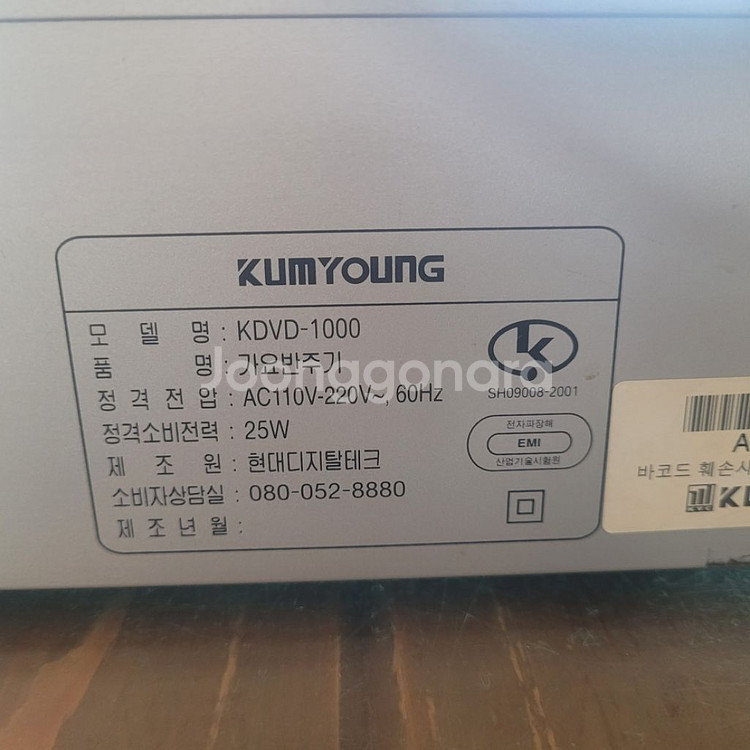 KUMYOUNG
모 델 명 : KDVD-1000
품 명 : 가요반주기
정 격 전 압 : AC110V-220V~, 60Hz
정격소비전력 : 25W
제 조 원 : 현대디지탈테크
소비자상담실 : 080-052-8880
제 조 년 월 :
SH09008-2001
전자파장해
EMI
산업기술시험원
Joonggonara
A
바코드 훼손시